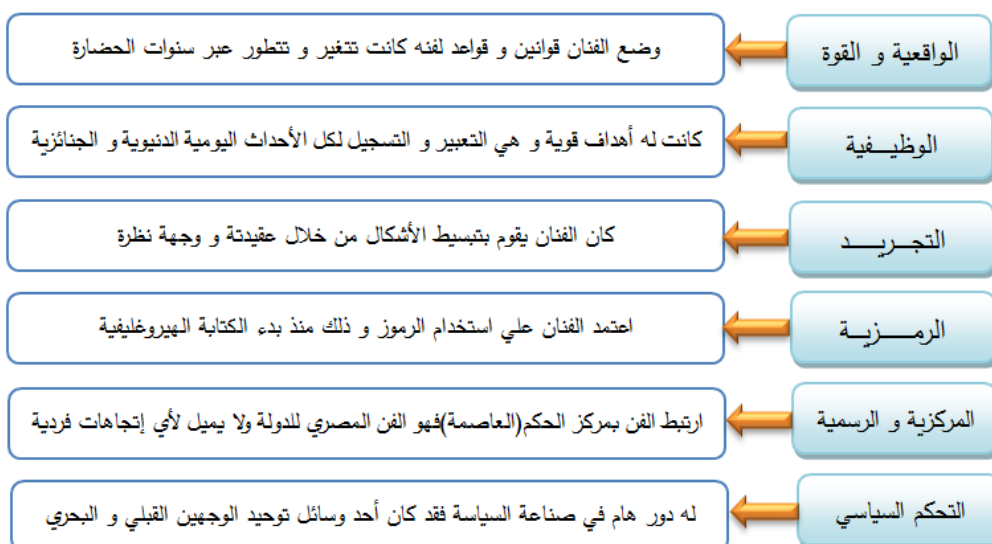 الواقعية و القوة
وضع الفنان قوانين و قواعد لفنه كانت تتغير و تتطور عبر سنوات الحضارة
الوظيــفية
كانت له أهداف قوية و هي التعبير و التسجيل لكل الأحداث اليومية الدنيوية و الجنائزية
التجــريــــد
كان الفنان يقوم بتبسيط الأشكال من خلال عقيدتة و وجهة نظرة
الرمــــزيــة
اعتمد الفنان علي استخدام الرموز و ذلك منذ بدء الكتابة الهيروغليفية
المركزية و الرسمية
ارتبط الفن بمركز الحكم(العاصمة)فهو الفن المصري للدولة ولا يميل لأي إتجاهات فردية
التحكم السياسي
له دور هام في صناعة السياسة فقد كان أحد وسائل توحيد الوجهين القبلي و البحري